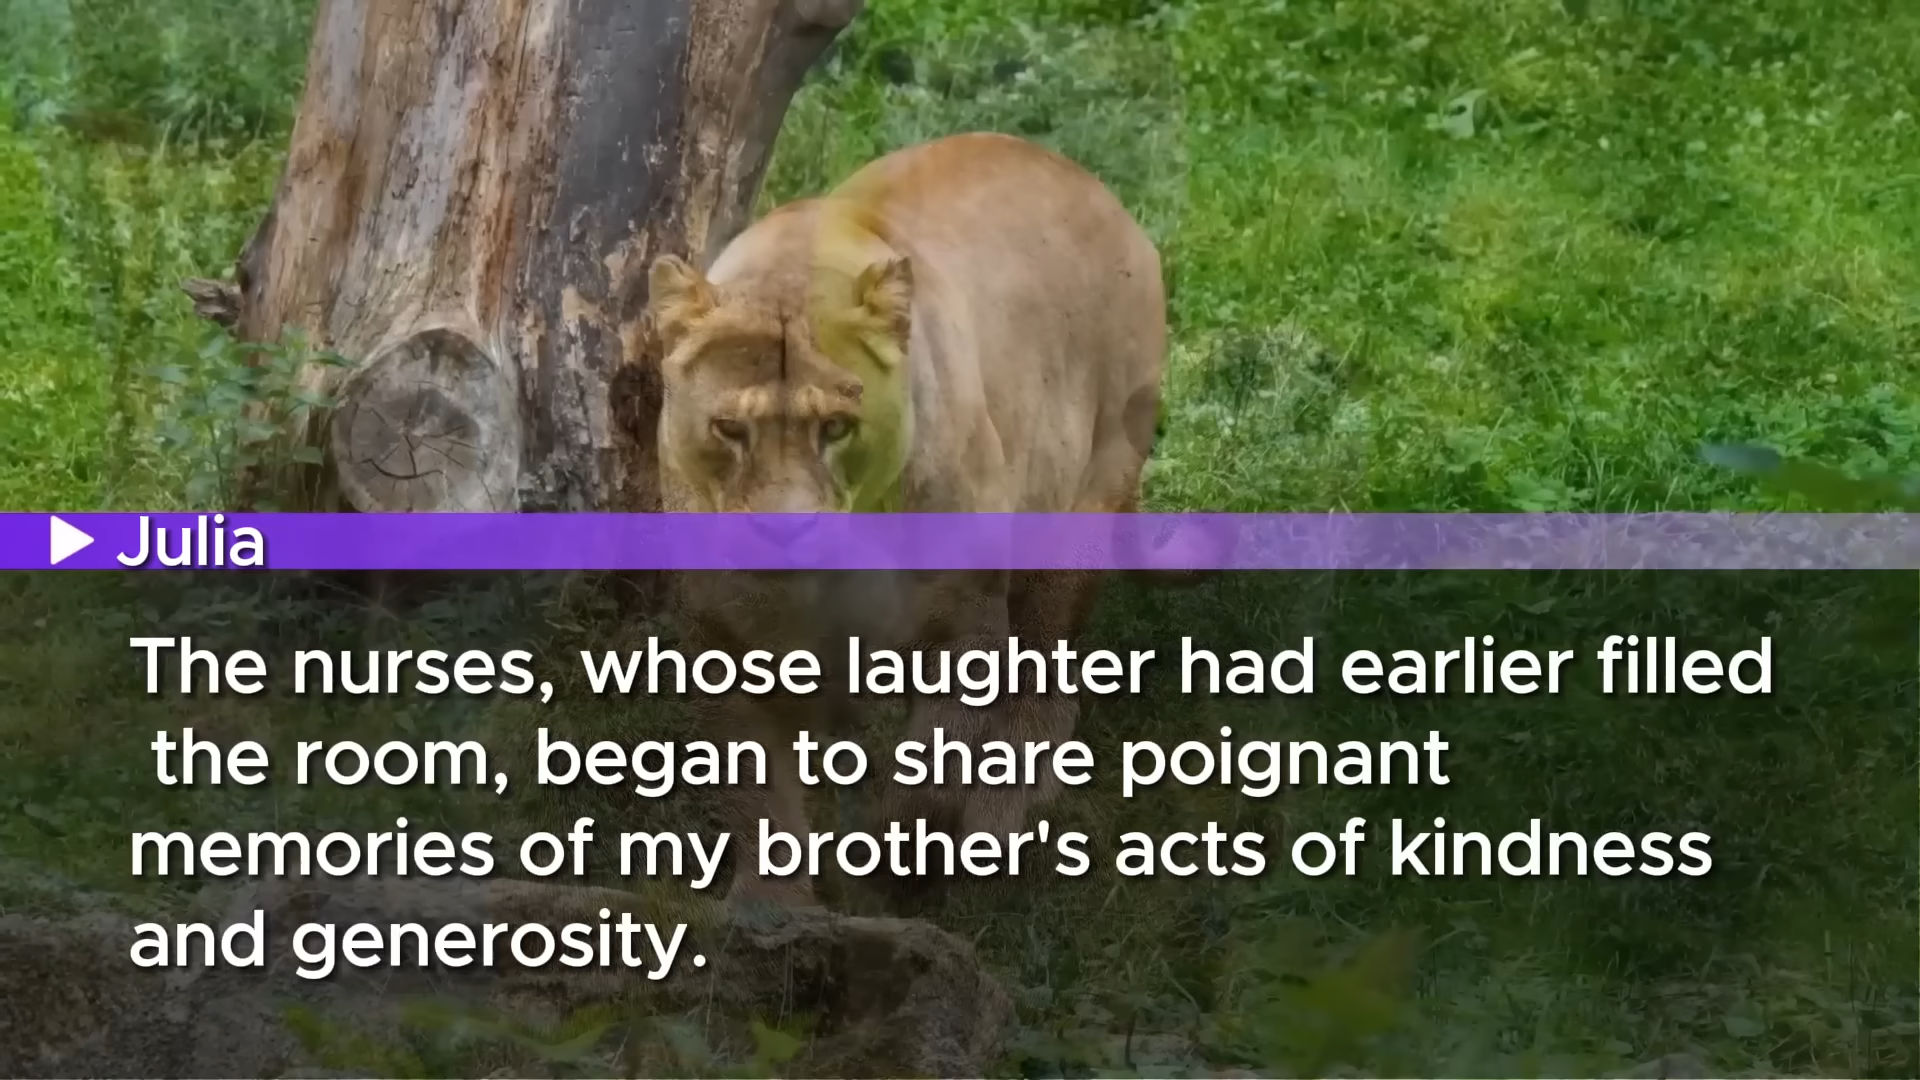 Julia
The nurses, whose laughter had earlier filled
the room, began to share poignant
memories of my brother's acts of kindness
and generosity.